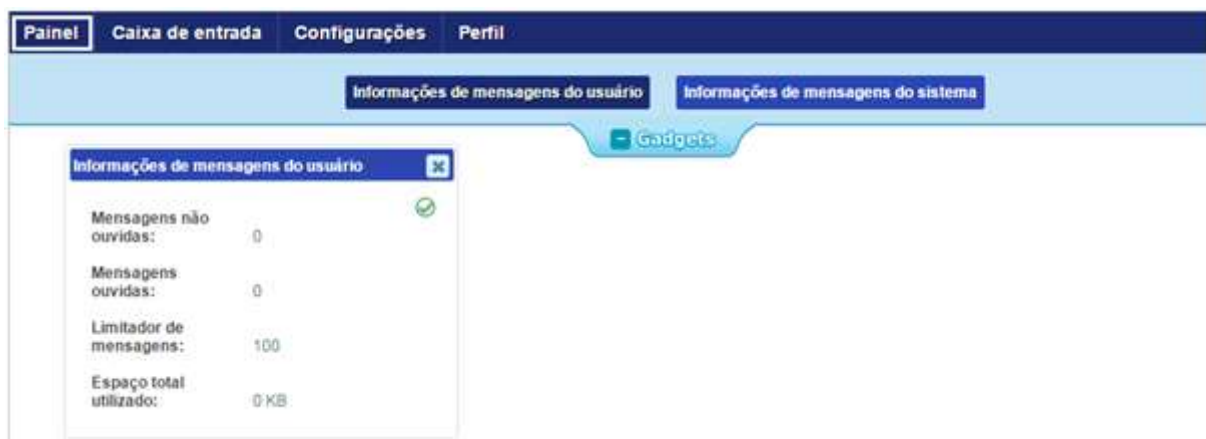 Painel Caixa de entrada Configurações Perfil
Informações de mensagens do usuário Informações de mensagens do sistema
Gadgets
Informações de mensagens do usuário
Mensagens não
ouvidas: 0
Mensagens
ouvidas: 0
Limitador de
mensagens: 100
Espaço total
utilizado: 0 KB